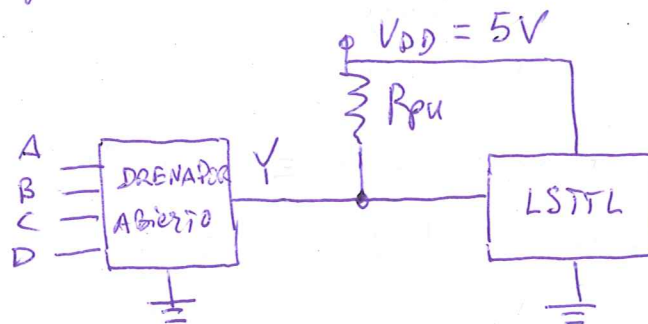 VDD = 5V
Rpu
A
B
C
D
DRENADOR
ABIERTO
Y
LSTTL